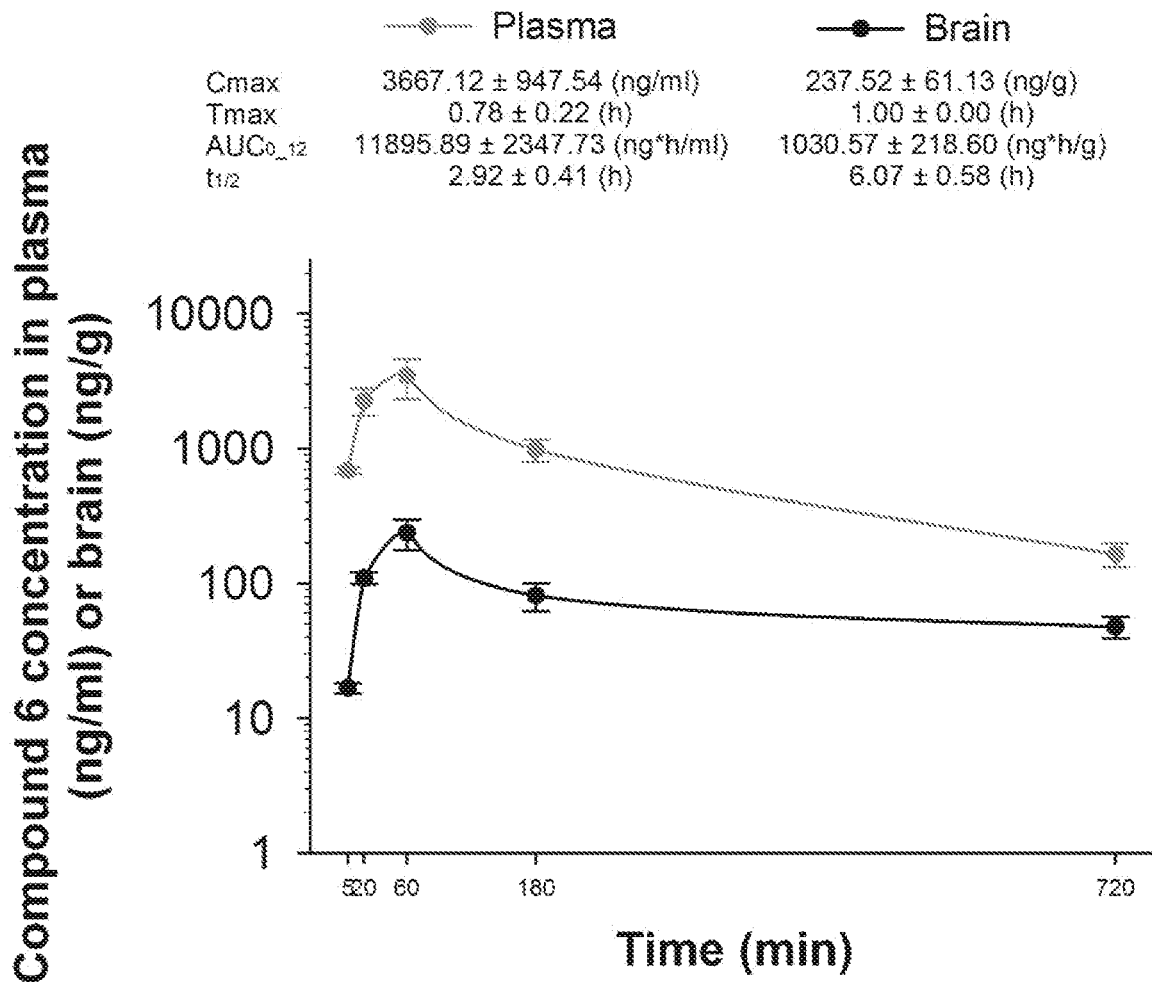 Plasma Brain
Cmax 3667.12 ± 947.54 (ng/ml) 237.52 ± 61.13 (ng/g)
Tmax 0.78 ± 0.22 (h) 1.00 ± 0.00 (h)
AUC0_12 11895.89 ± 2347.73 (ng*h/ml) 1030.57 ± 218.60 (ng*h/g)
t1/2 2.92 ± 0.41 (h) 6.07 ± 0.58 (h)
Compound 6 concentration in plasma
(ng/ml) or brain (ng/g)
10000
1000
100
10
1
5 20 60 180 720
Time (min)